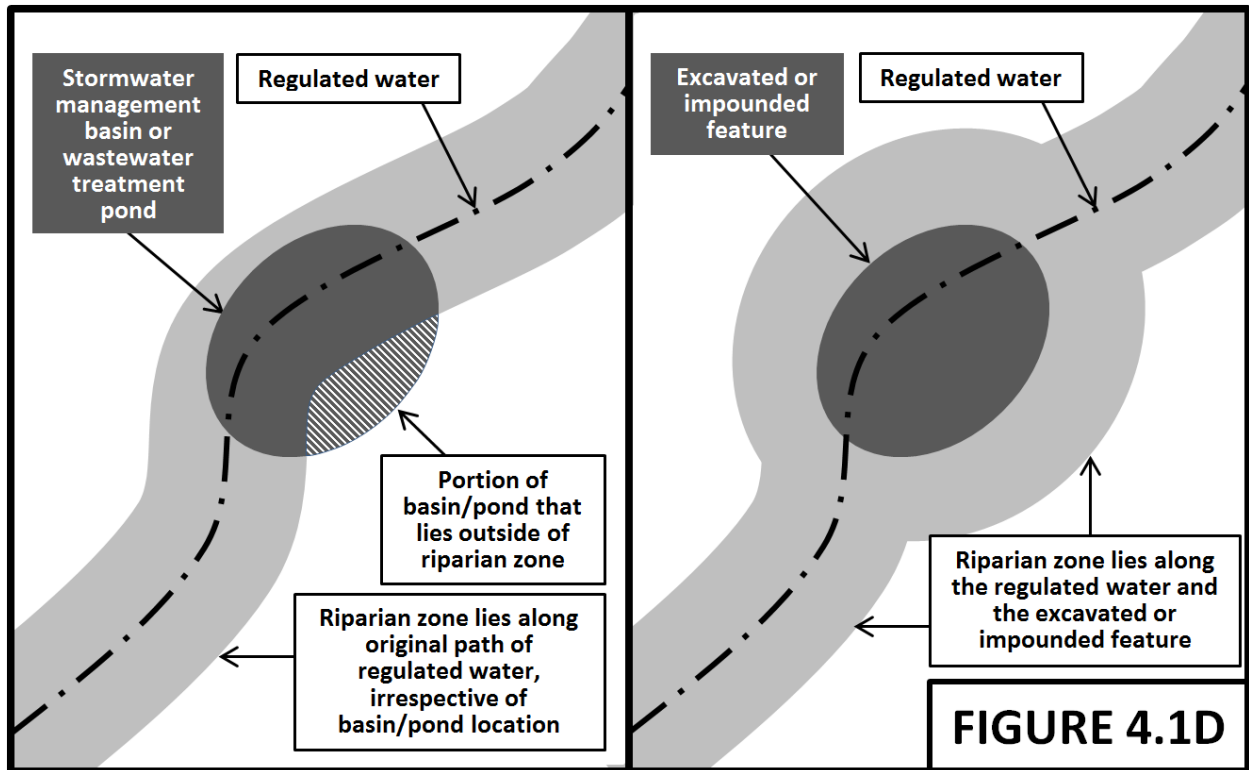 Stormwater
management
basin or
wastewater
treatment
pond
Regulated water
Portion of
basin/pond that
lies outside of
riparian zone
Riparian zone lies along
original path of
regulated water,
irrespective of
basin/pond location
Excavated or
impounded
feature
Regulated water
Riparian zone lies along
the regulated water and
the excavated or
impounded feature
FIGURE 4.1D